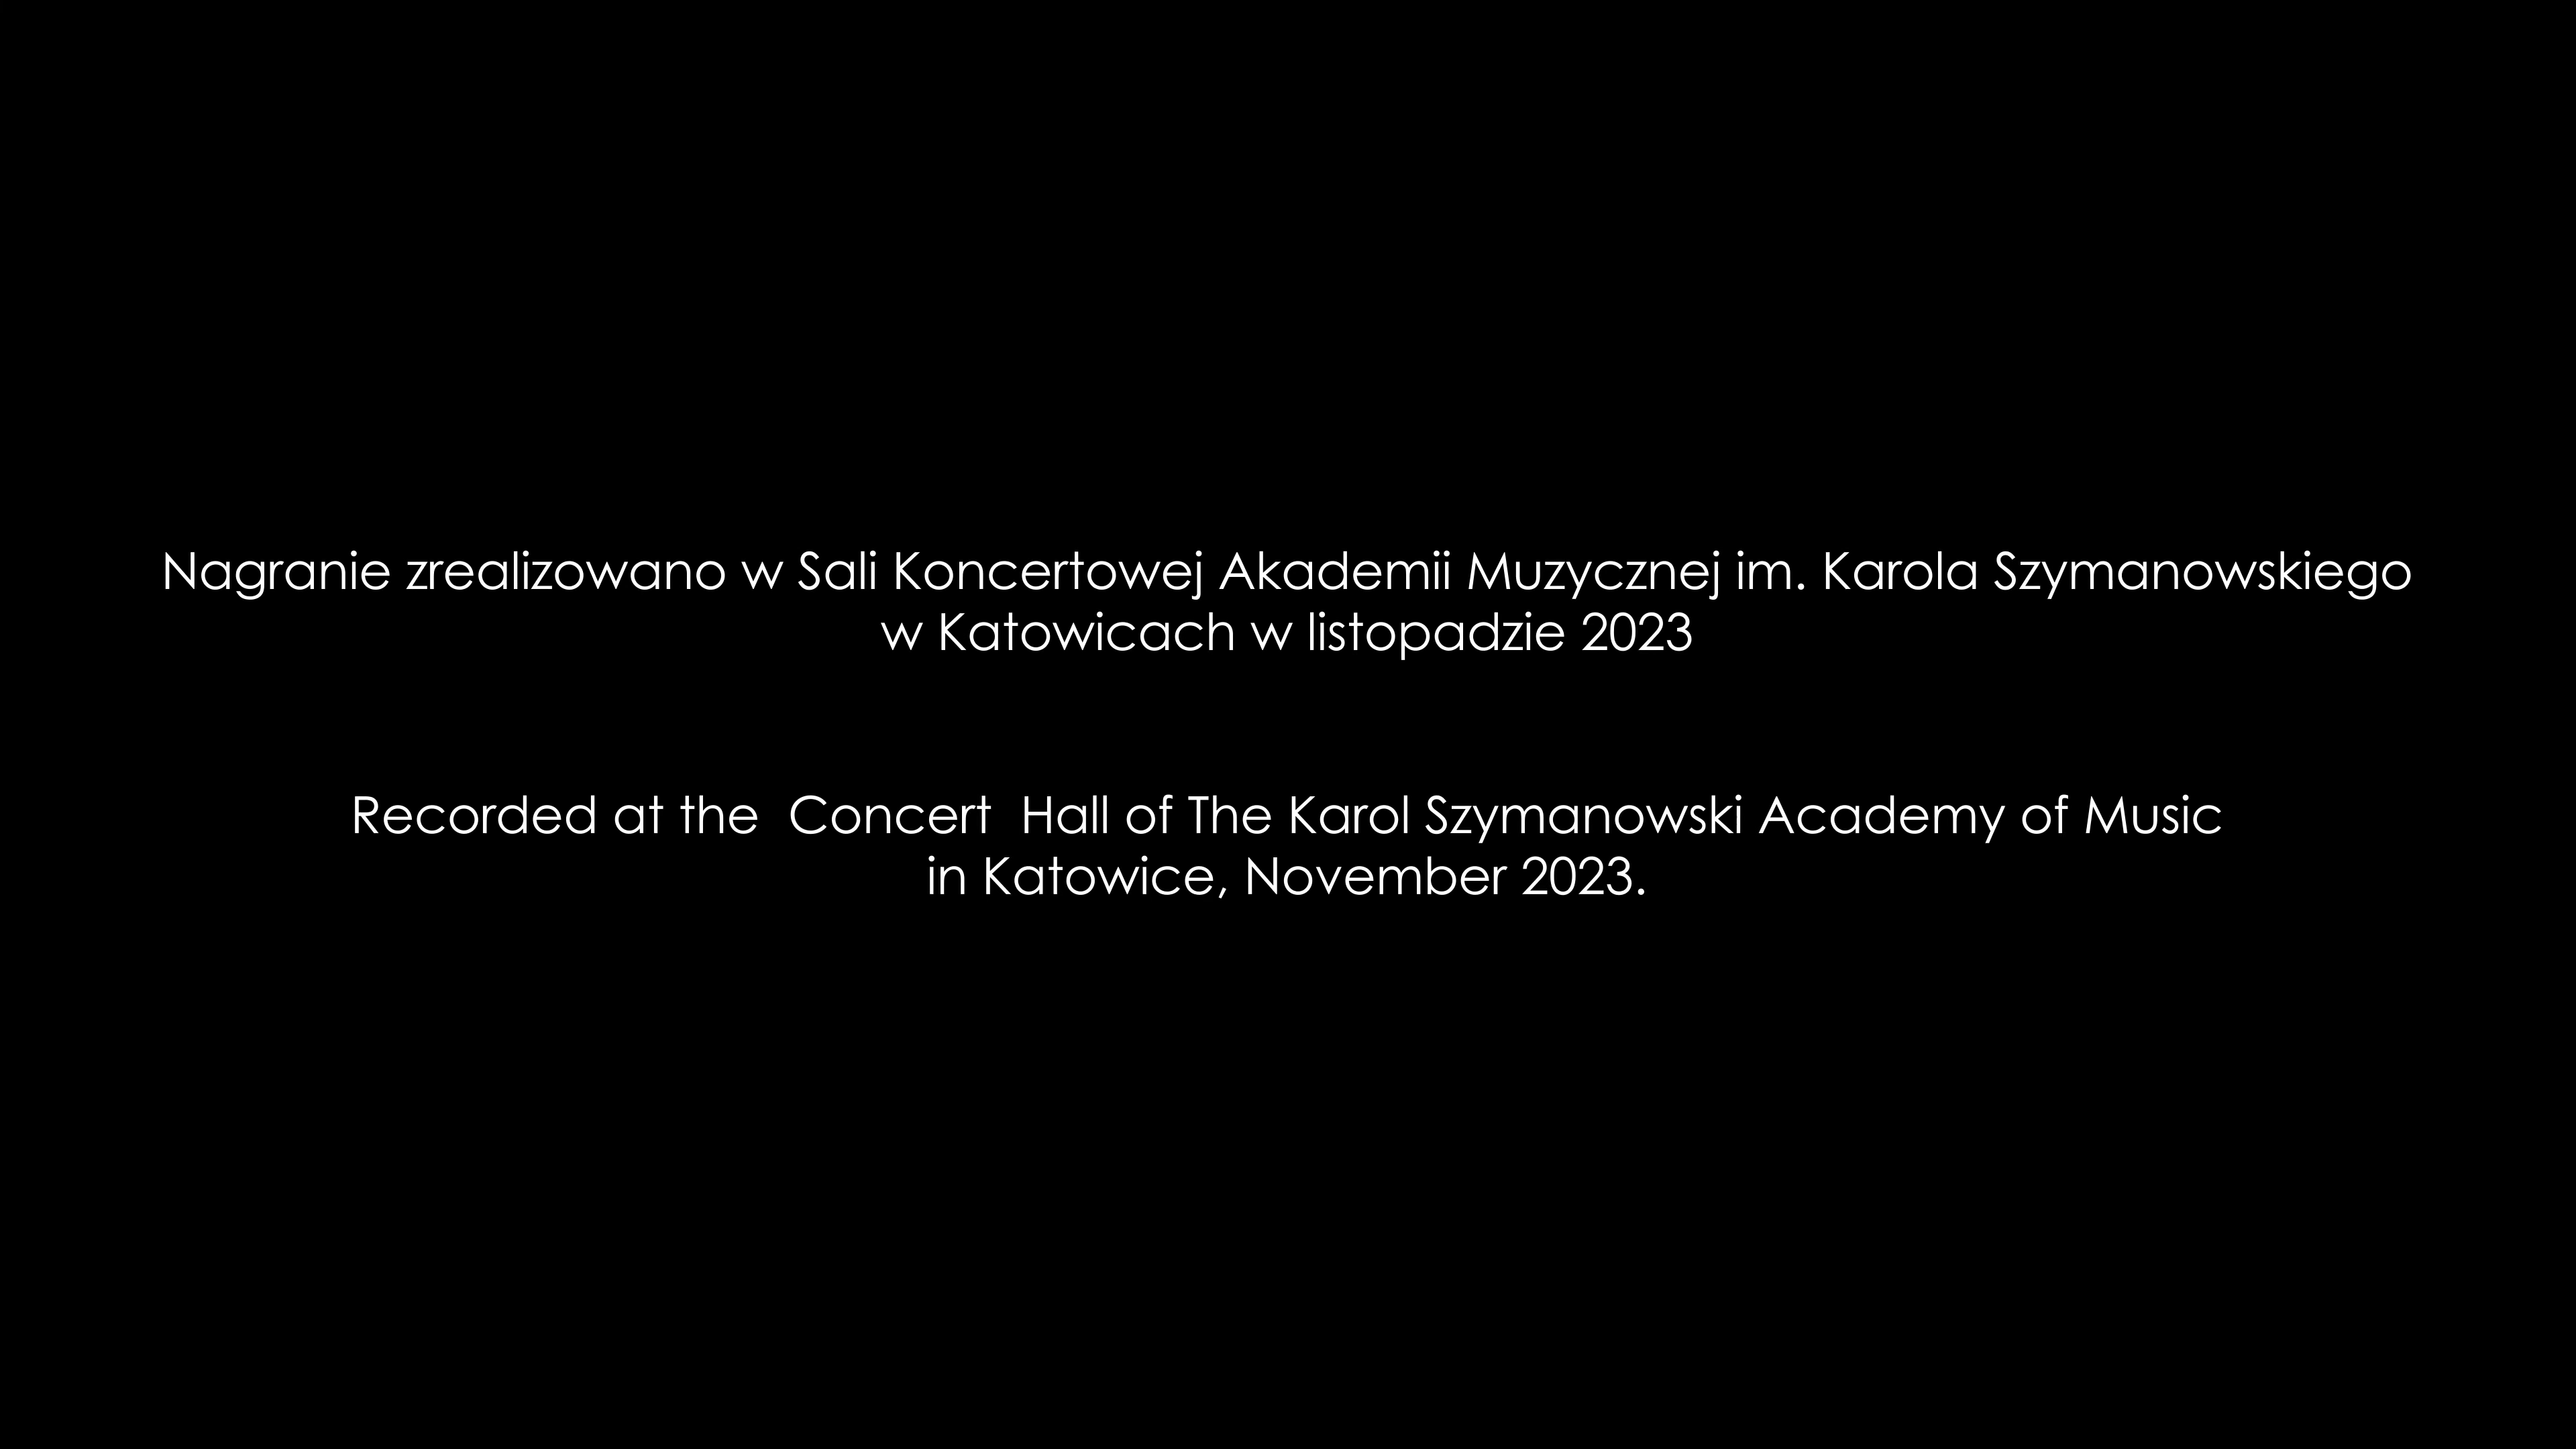 Nagranie zrealizowano w Sali Koncertowej Akademii Muzycznej im. Karola Szymanowskiego
w Katowicach w listopadzie 2023
Recorded at the  Concert  Hall of The Karol Szymanowski Academy of Music
in Katowice, November 2023.